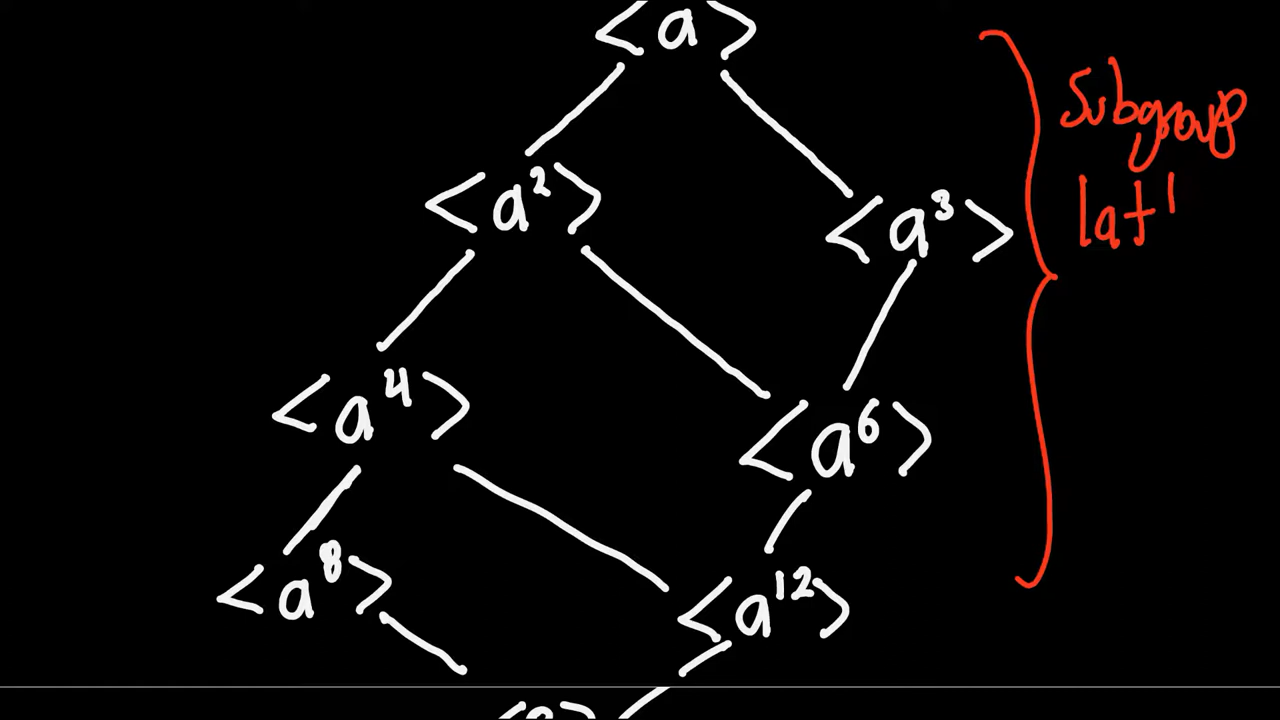 <a>
Subgroup
<a²>
<a³>
lat
<a⁴>
<a⁶>
<a⁸>
<a¹²>